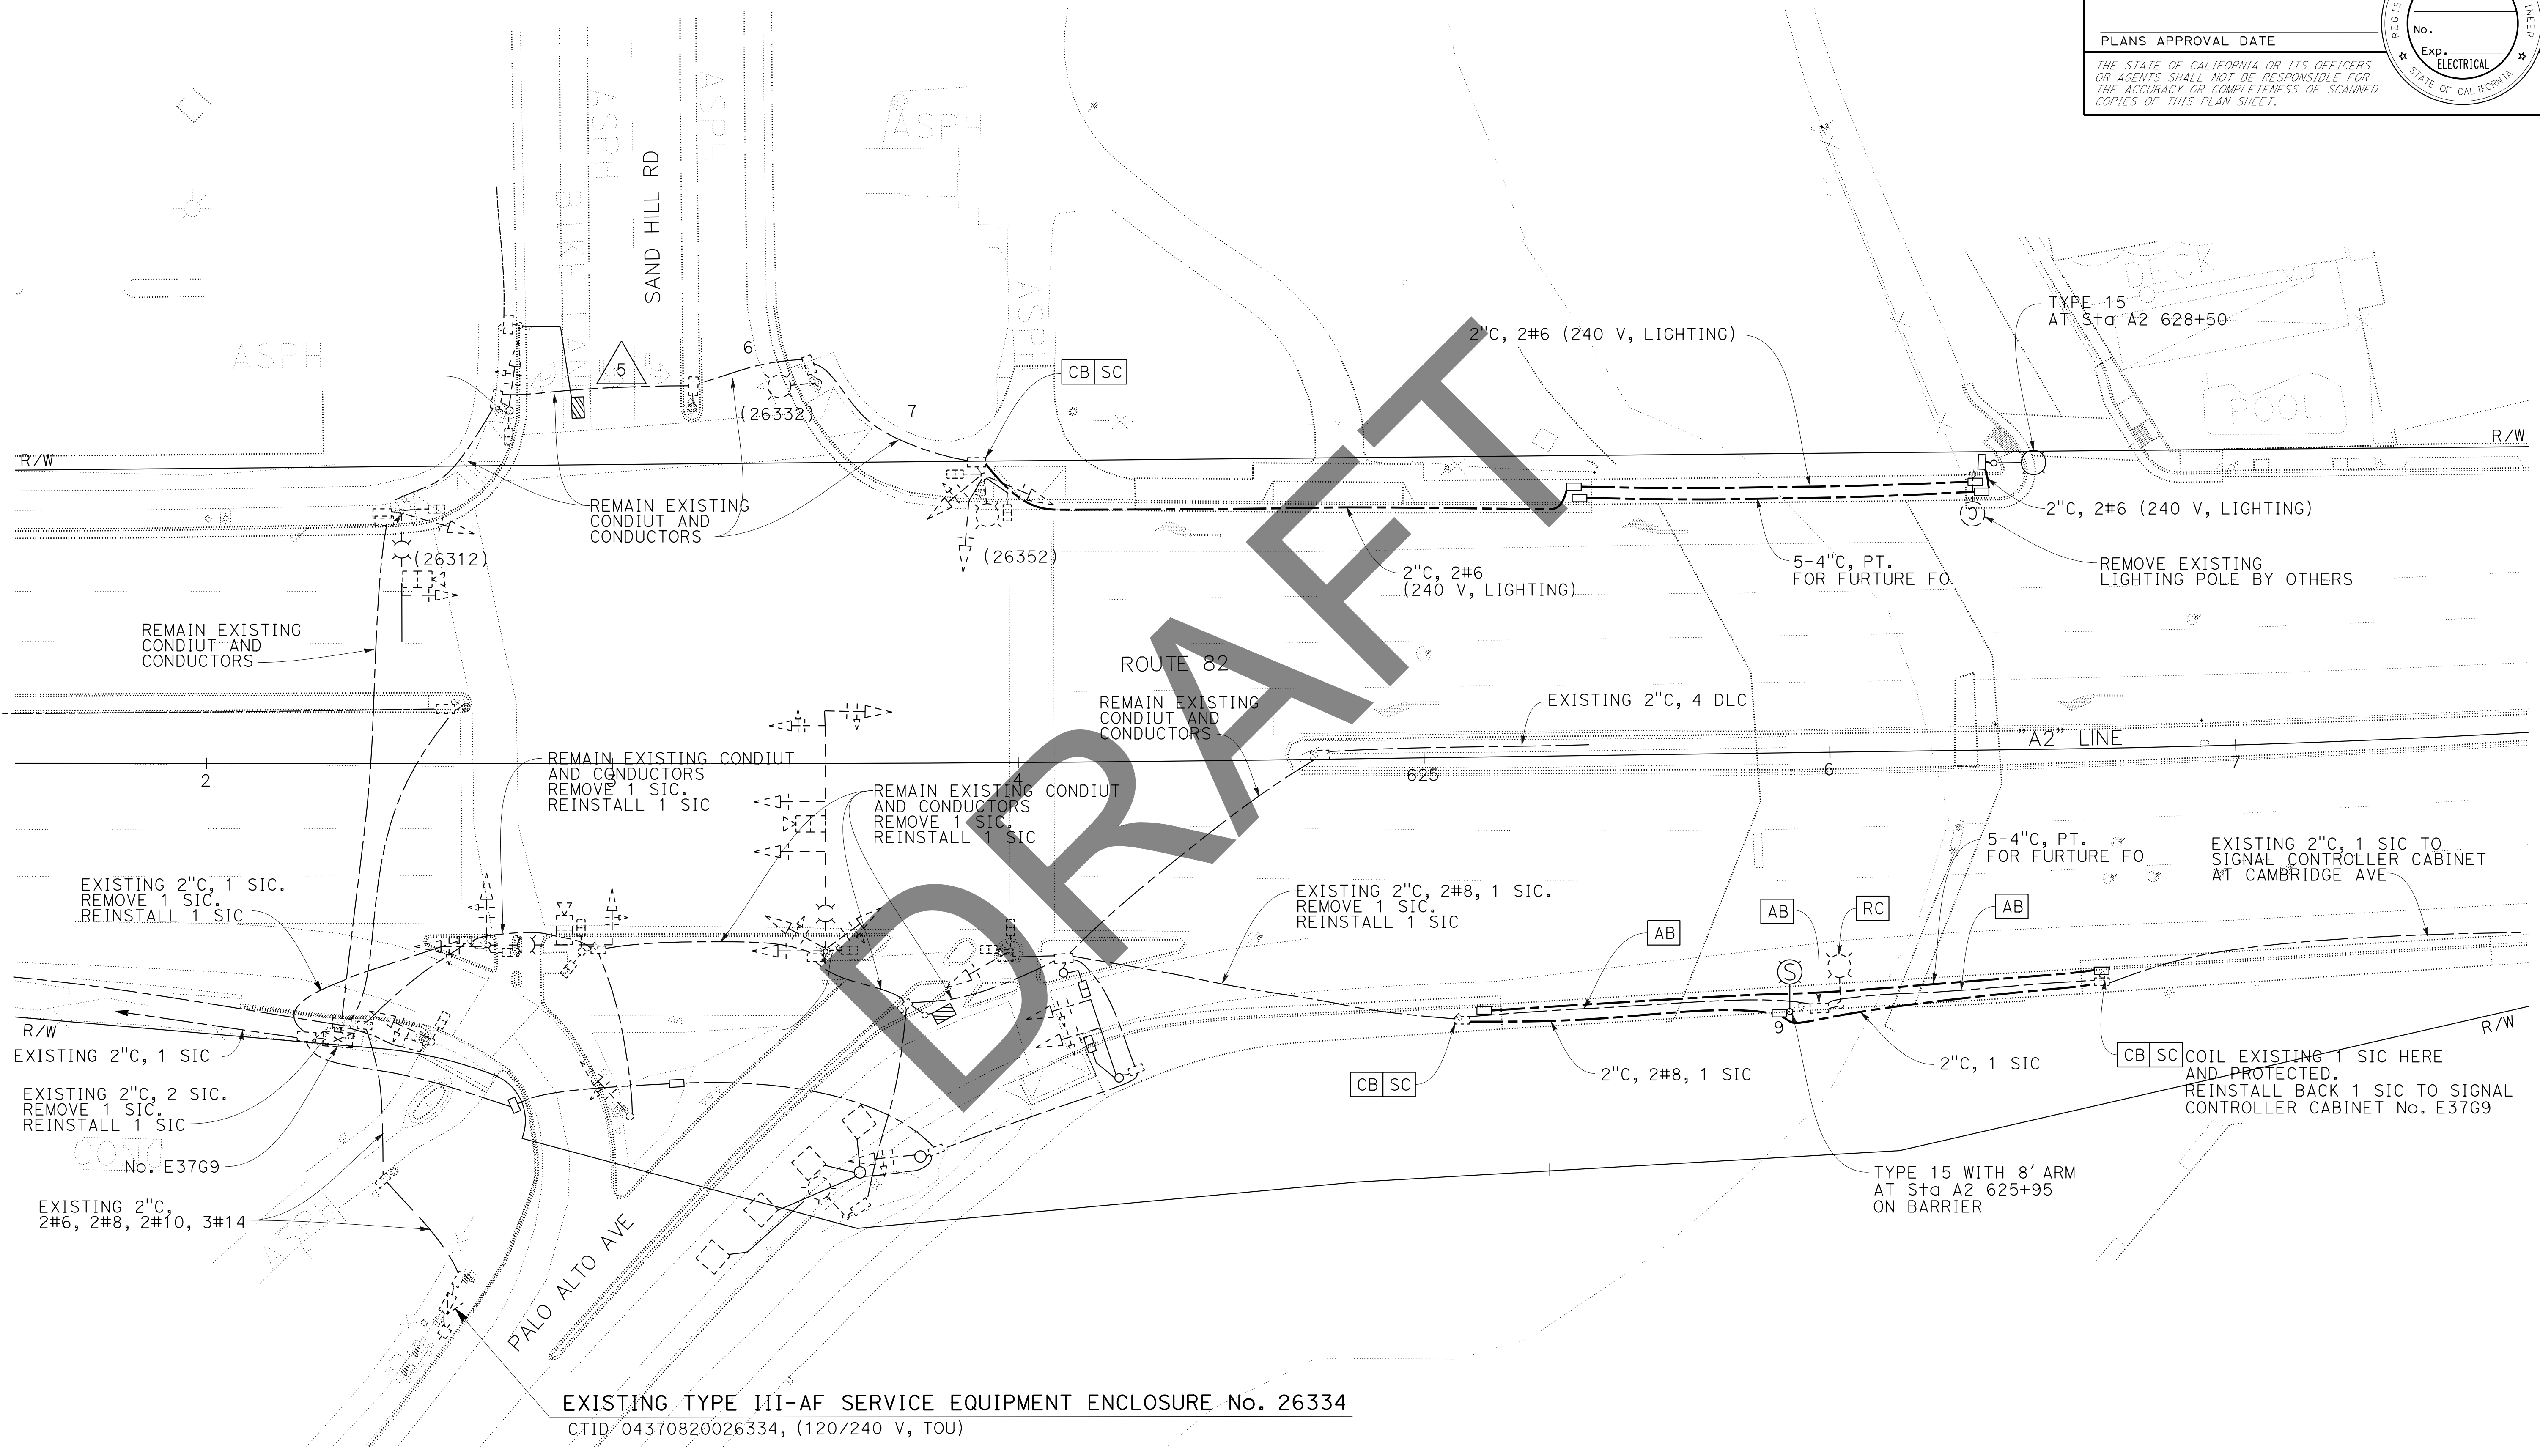 REGIS
INEER
No.
Exp.
ELECTRICAL
STATE OF CALIFORNIA
PLANS APPROVAL DATE
THE STATE OF CALIFORNIA OR ITS OFFICERS
OR AGENTS SHALL NOT BE RESPONSIBLE FOR
THE ACCURACY OR COMPLETENESS OF SCANNED
COPIES OF THIS PLAN SHEET.
ASPH
ASPH
ASPH
SAND HILL RD
ASPH
ASPH
BIKE LANE
DECK
POOL
TYPE 15
AT Sta A2 628+50
2"C, 2#6 (240 V, LIGHTING)
5
6
7
CB SC
(26332)
R/W
R/W
REMAIN EXISTING
CONDIUT AND
CONDUCTORS
(26312)
(26352)
2"C, 2#6
(240 V, LIGHTING)
5-4"C, PT.
FOR FURTURE FO
2"C, 2#6 (240 V, LIGHTING)
REMOVE EXISTING
LIGHTING POLE BY OTHERS
DRAFT
REMAIN EXISTING
CONDIUT AND
CONDUCTORS
ROUTE 82
REMAIN EXISTING
CONDIUT AND
CONDUCTORS
EXISTING 2"C, 4 DLC
"A2" LINE
2
3
4
625
6
7
REMAIN EXISTING CONDIUT
AND CONDUCTORS
REMOVE 1 SIC.
REINSTALL 1 SIC
REMAIN EXISTING CONDIUT
AND CONDUCTORS
REMOVE 1 SIC.
REINSTALL 1 SIC
5-4"C, PT.
FOR FURTURE FO
EXISTING 2"C, 1 SIC TO
SIGNAL CONTROLLER CABINET
AT CAMBRIDGE AVE
EXISTING 2"C, 1 SIC.
REMOVE 1 SIC.
REINSTALL 1 SIC
EXISTING 2"C, 2#8, 1 SIC.
REMOVE 1 SIC.
REINSTALL 1 SIC
AB
AB
RC
AB
S
9
R/W
R/W
EXISTING 2"C, 1 SIC
EXISTING 2"C, 2 SIC.
REMOVE 1 SIC.
REINSTALL 1 SIC
CONC
No. E37G9
EXISTING 2"C,
2#6, 2#8, 2#10, 3#14
ASPH
CB SC
2"C, 2#8, 1 SIC
2"C, 1 SIC
CB SC
COIL EXISTING 1 SIC HERE
AND PROTECTED.
REINSTALL BACK 1 SIC TO SIGNAL
CONTROLLER CABINET No. E37G9
TYPE 15 WITH 8' ARM
AT Sta A2 625+95
ON BARRIER
PALO ALTO AVE
EXISTING TYPE III-AF SERVICE EQUIPMENT ENCLOSURE No. 26334
CTID 04370820026334, (120/240 V, TOU)